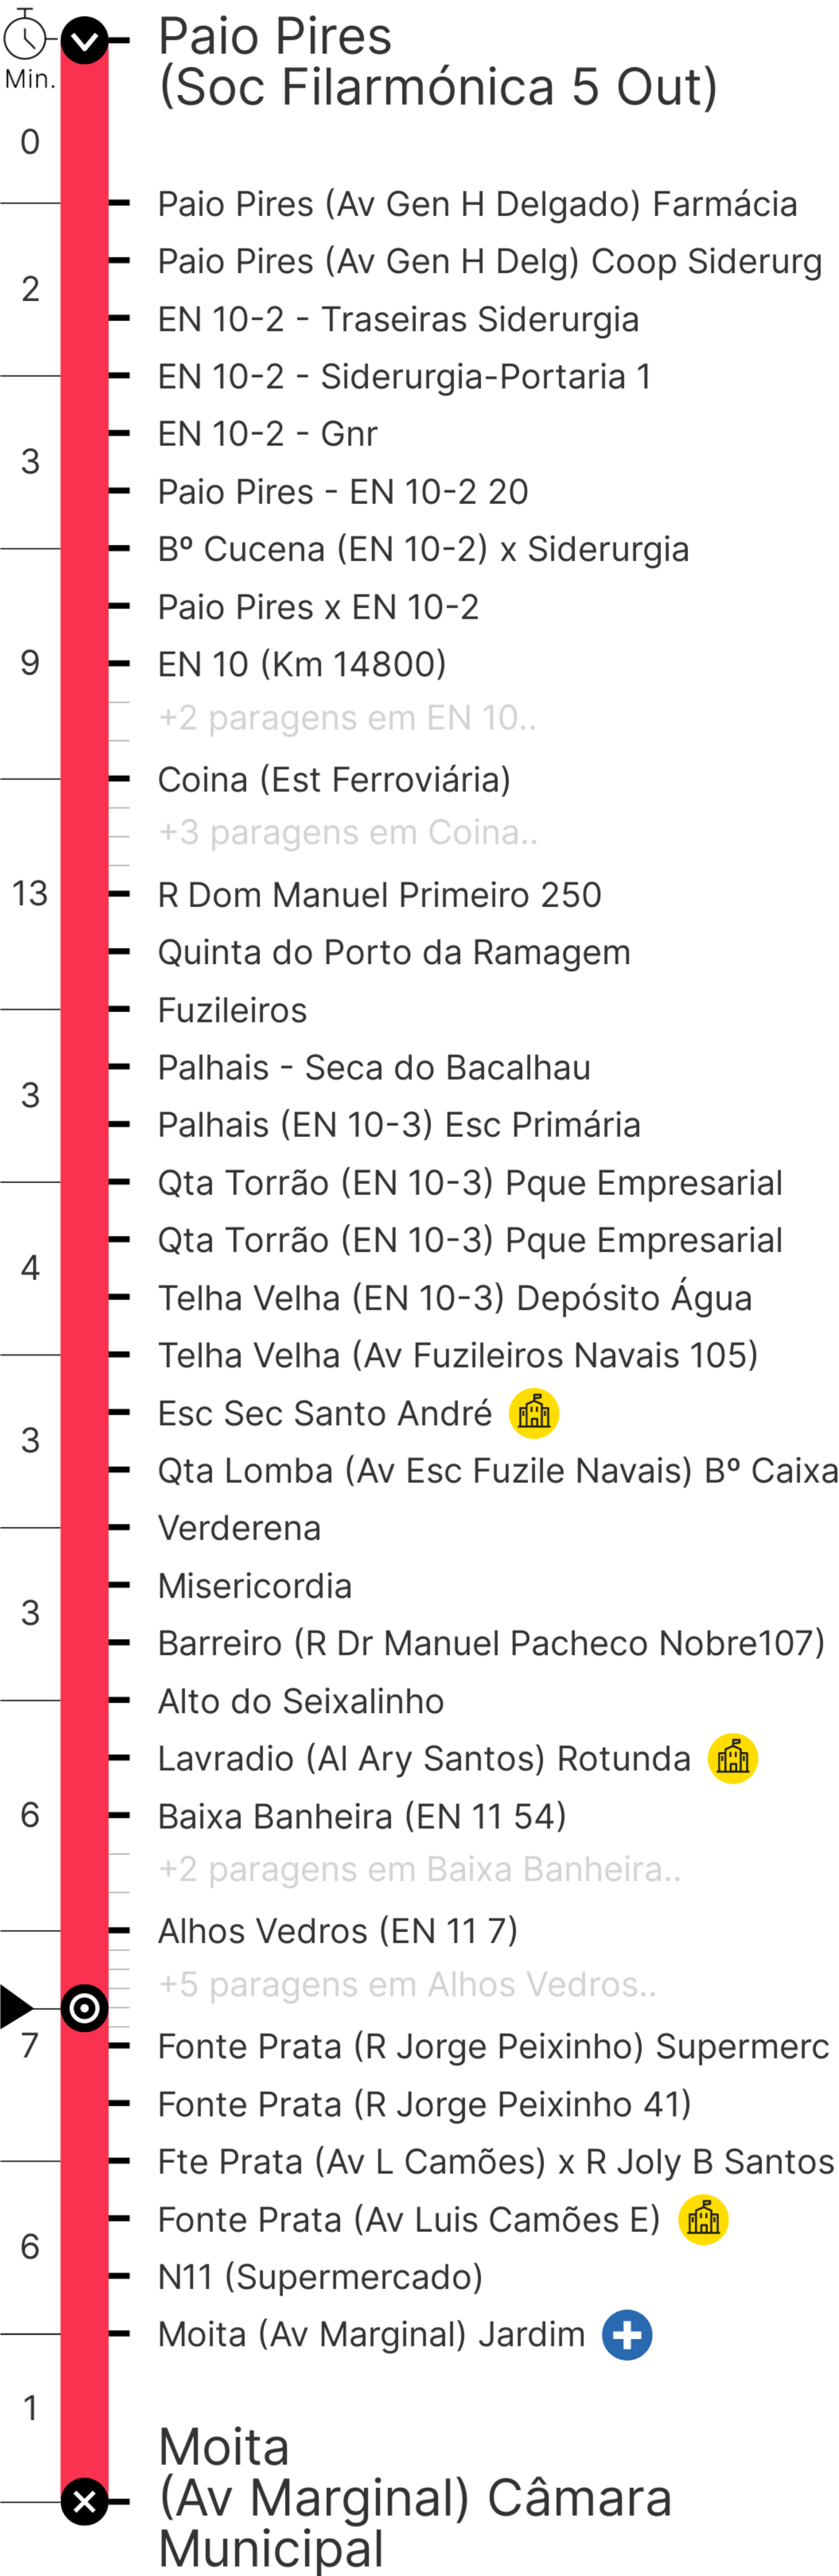 Paio Pires
(Soc Filarmónica 5 Out)
Min.
0
Paio Pires (Av Gen H Delgado) Farmácia
Paio Pires (Av Gen H Delg) Coop Siderurg
2
EN 10-2 - Traseiras Siderurgia
EN 10-2 - Siderurgia-Portaria 1
EN 10-2 - Gnr
3
Paio Pires - EN 10-2 20
Bº Cucena (EN 10-2) x Siderurgia
Paio Pires x EN 10-2
9
EN 10 (Km 14800)
+2 paragens em EN 10..
Coina (Est Ferroviária)
+3 paragens em Coina..
13
R Dom Manuel Primeiro 250
Quinta do Porto da Ramagem
Fuzileiros
Palhais - Seca do Bacalhau
3
Palhais (EN 10-3) Esc Primária
Qta Torrão (EN 10-3) Pque Empresarial
Qta Torrão (EN 10-3) Pque Empresarial
4
Telha Velha (EN 10-3) Depósito Água
Telha Velha (Av Fuzileiros Navais 105)
Esc Sec Santo André
3
Qta Lomba (Av Esc Fuzile Navais) Bº Caixa
Verderena
Misericordia
3
Barreiro (R Dr Manuel Pacheco Nobre107)
Alto do Seixalinho
Lavradio (Al Ary Santos) Rotunda
6
Baixa Banheira (EN 11 54)
+2 paragens em Baixa Banheira..
Alhos Vedros (EN 11 7)
+5 paragens em Alhos Vedros..
7
Fonte Prata (R Jorge Peixinho) Supermerc
Fonte Prata (R Jorge Peixinho 41)
Fte Prata (Av L Camões) x R Joly B Santos
Fonte Prata (Av Luis Camões E)
6
N11 (Supermercado)
Moita (Av Marginal) Jardim
1
Moita
(Av Marginal) Câmara
Municipal